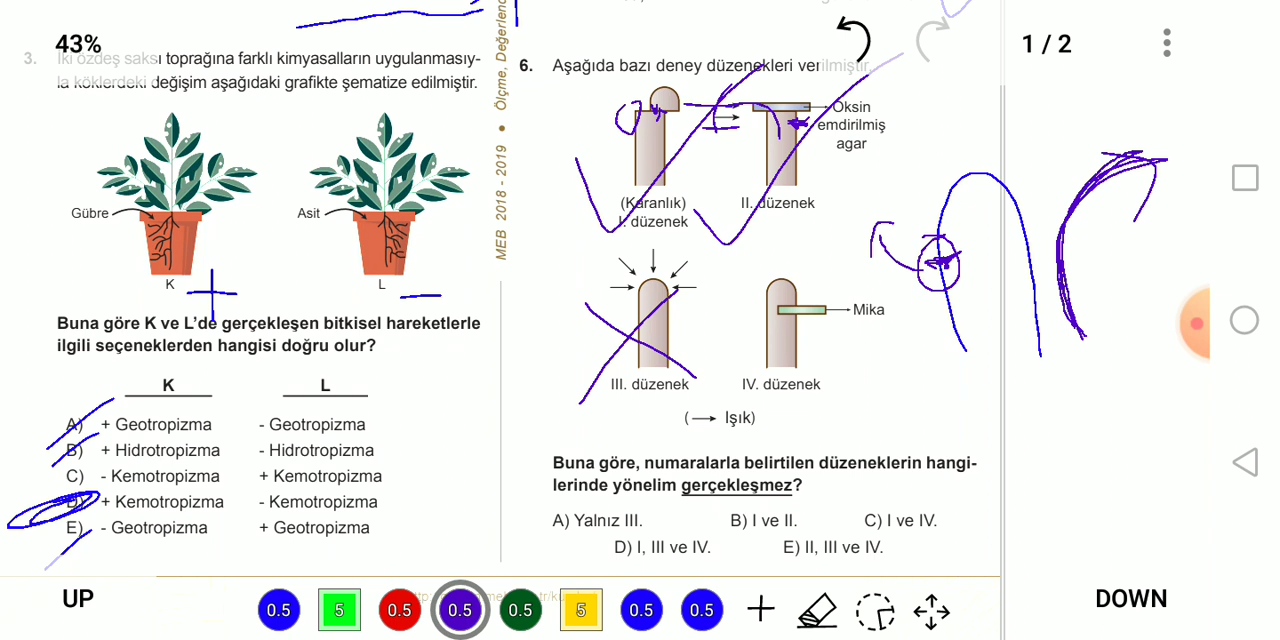 43%
1 / 2
3. İki özdeş saksı toprağına farklı kimyasalların uygulanmasıy-
la köklerdeki değişim aşağıdaki grafikte şematize edilmiştir.
Gübre
Asit
K
L
Buna göre K ve L'de gerçekleşen bitkisel hareketlerle
ilgili seçeneklerden hangisi doğru olur?
K L
A) + Geotropizma - Geotropizma
B) + Hidrotropizma - Hidrotropizma
C) - Kemotropizma + Kemotropizma
D) + Kemotropizma - Kemotropizma
E) - Geotropizma + Geotropizma
MEB 2018 - 2019 ● Ölçme, Değerlend
6. Aşağıda bazı deney düzenekleri verilmiştir.
Oksin
emdirilmiş
agar
(Karanlık)
I. düzenek
II. düzenek
Mika
III. düzenek
IV. düzenek
(→ Işık)
Buna göre, numaralarla belirtilen düzeneklerin hangi-
lerinde yönelim gerçekleşmez?
A) Yalnız III. B) I ve II. C) I ve IV.
D) I, III ve IV. E) II, III ve IV.
UP
0.5 5 0.5 0.5 0.5 5 0.5 0.5
DOWN